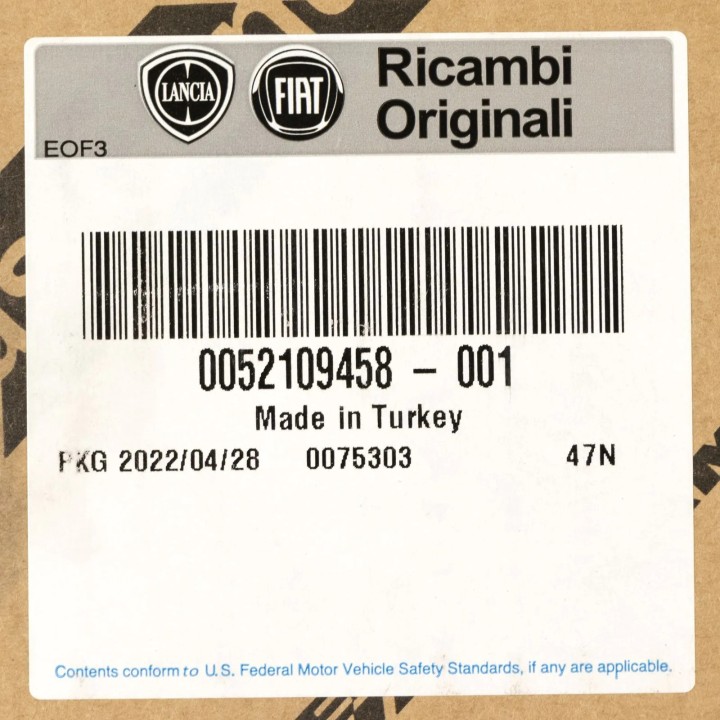 LANCIA FIAT Ricambi
Originali
EOF3
0052109458 – 001
Made in Turkey
PKG 2022/04/28 0075303 47N
Contents conform to U.S. Federal Motor Vehicle Safety Standards, if any are applicable.